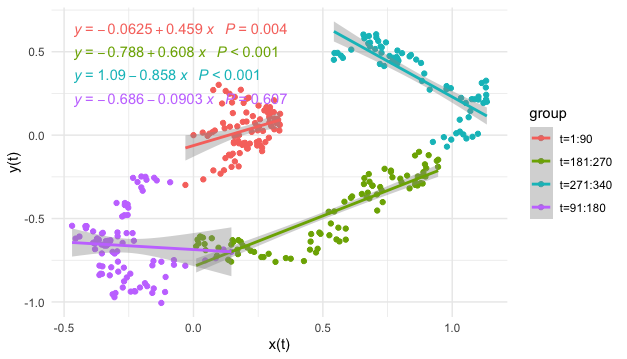 y = −0.0625 + 0.459 x P = 0.004
y = −0.788 + 0.608 x P < 0.001
y = 1.09 − 0.858 x P < 0.001
y = −0.686 − 0.0903 x P = 0.607
0.5
0.0
-0.5
-1.0
y(t)
-0.5 0.0 0.5 1.0
x(t)
group
t=1:90
t=181:270
t=271:340
t=91:180